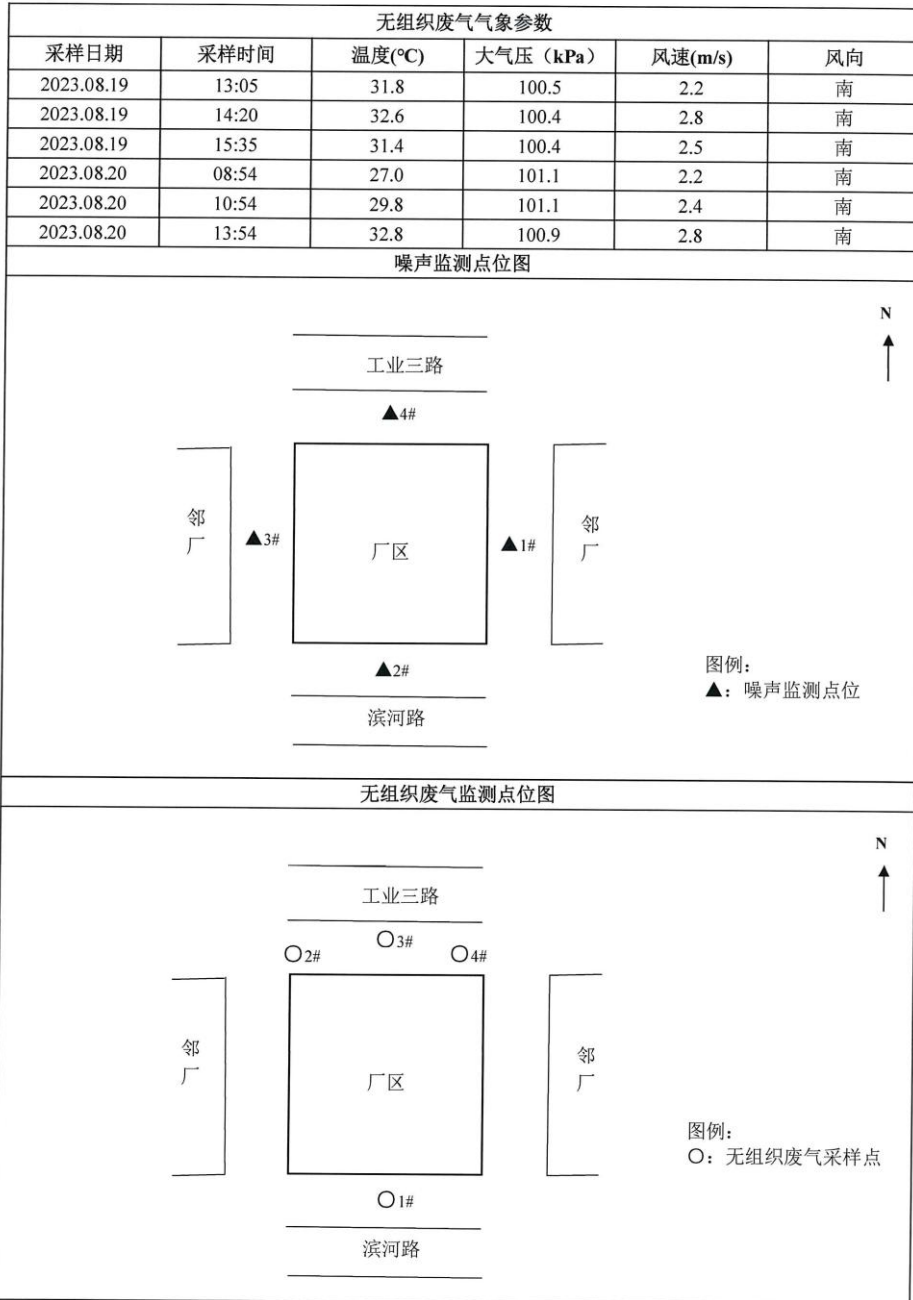 无组织废气气象参数
采样日期 采样时间 温度(℃) 大气压（kPa） 风速(m/s) 风向
2023.08.19 13:05 31.8 100.5 2.2 南
2023.08.19 14:20 32.6 100.4 2.8 南
2023.08.19 15:35 31.4 100.4 2.5 南
2023.08.20 08:54 27.0 101.1 2.2 南
2023.08.20 10:54 29.8 101.1 2.4 南
2023.08.20 13:54 32.8 100.9 2.8 南
噪声监测点位图
N
工业三路
▲4#
邻厂
▲3#
厂区
▲1#
邻厂
▲2#
图例：
▲：噪声监测点位
滨河路
无组织废气监测点位图
N
工业三路
○2# ○3# ○4#
邻厂
厂区
邻厂
图例：
○：无组织废气采样点
○1#
滨河路